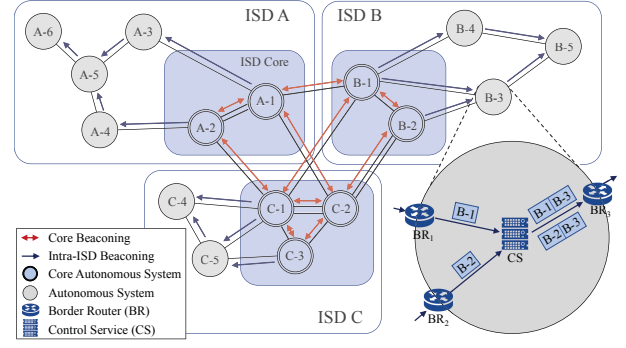 ISD A
ISD B
A-6
A-3
B-4
B-5
ISD Core
A-5
A-1
B-1
B-3
A-4
A-2
B-2
C-4
C-1
C-2
C-5
C-3
ISD C
B-1
B-1 B-3
BR3
BR1
B-2 B-3
CS
B-2
BR2
Core Beaconing
Intra-ISD Beaconing
Core Autonomous System
Autonomous System
Border Router (BR)
Control Service (CS)